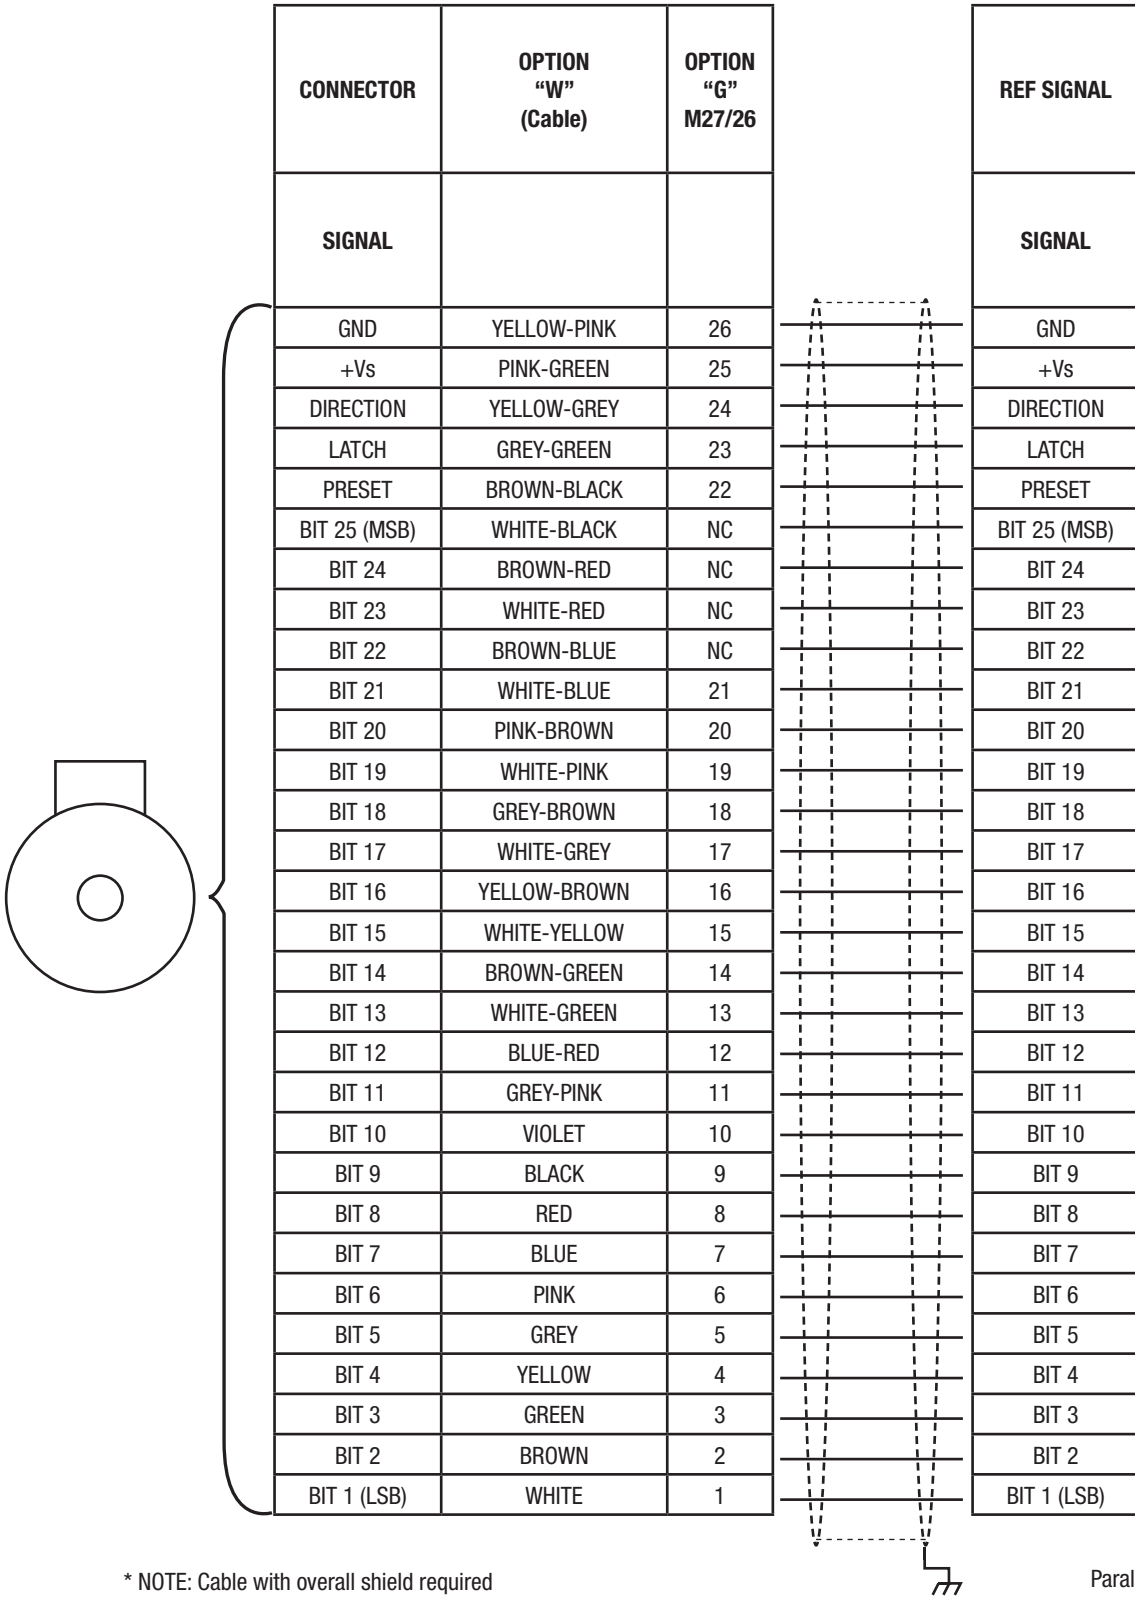 CONNECTOR OPTION “W” (Cable) OPTION “G” M27/26 REF SIGNAL
SIGNAL SIGNAL
GND YELLOW-PINK 26 GND
+Vs PINK-GREEN 25 +Vs
DIRECTION YELLOW-GREY 24 DIRECTION
LATCH GREY-GREEN 23 LATCH
PRESET BROWN-BLACK 22 PRESET
BIT 25 (MSB) WHITE-BLACK NC BIT 25 (MSB)
BIT 24 BROWN-RED NC BIT 24
BIT 23 WHITE-RED NC BIT 23
BIT 22 BROWN-BLUE NC BIT 22
BIT 21 WHITE-BLUE 21 BIT 21
BIT 20 PINK-BROWN 20 BIT 20
BIT 19 WHITE-PINK 19 BIT 19
BIT 18 GREY-BROWN 18 BIT 18
BIT 17 WHITE-GREY 17 BIT 17
BIT 16 YELLOW-BROWN 16 BIT 16
BIT 15 WHITE-YELLOW 15 BIT 15
BIT 14 BROWN-GREEN 14 BIT 14
BIT 13 WHITE-GREEN 13 BIT 13
BIT 12 BLUE-RED 12 BIT 12
BIT 11 GREY-PINK 11 BIT 11
BIT 10 VIOLET 10 BIT 10
BIT 9 BLACK 9 BIT 9
BIT 8 RED 8 BIT 8
BIT 7 BLUE 7 BIT 7
BIT 6 PINK 6 BIT 6
BIT 5 GREY 5 BIT 5
BIT 4 YELLOW 4 BIT 4
BIT 3 GREEN 3 BIT 3
BIT 2 BROWN 2 BIT 2
BIT 1 (LSB) WHITE 1 BIT 1 (LSB)
* NOTE: Cable with overall shield required Paral